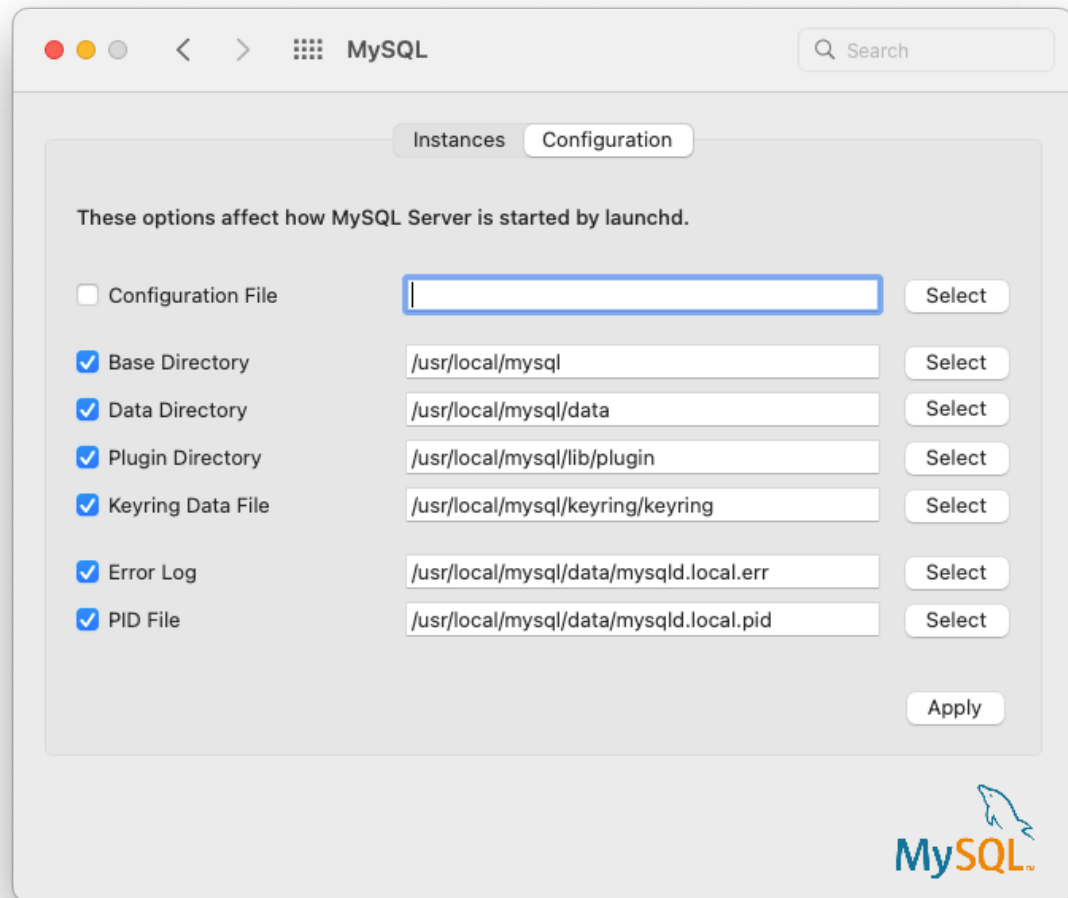 MySQL
Search
Instances
Configuration
These options affect how MySQL Server is started by launchd.
Configuration File
Select
Base Directory
/usr/local/mysql
Select
Data Directory
/usr/local/mysql/data
Select
Plugin Directory
/usr/local/mysql/lib/plugin
Select
Keyring Data File
/usr/local/mysql/keyring/keyring
Select
Error Log
/usr/local/mysql/data/mysqld.local.err
Select
PID File
/usr/local/mysql/data/mysqld.local.pid
Select
Apply
MySQL™